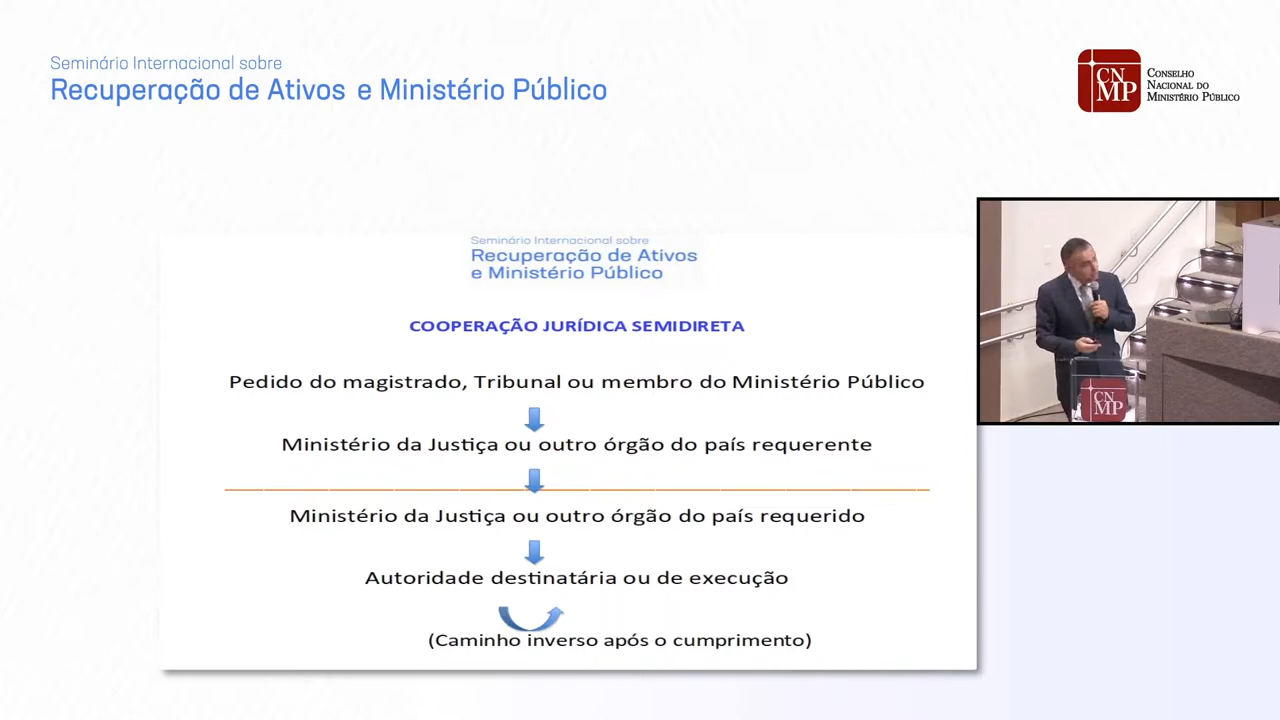 Seminário Internacional sobre
Recuperação de Ativos e Ministério Público
CN
MP
CONSELHO
NACIONAL DO
MINISTÉRIO PÚBLICO
Seminário Internacional sobre
Recuperação de Ativos
e Ministério Público
COOPERAÇÃO JURÍDICA SEMIDIRETA
Pedido do magistrado, Tribunal ou membro do Ministério Público
Ministério da Justiça ou outro órgão do país requerente
Ministério da Justiça ou outro órgão do país requerido
Autoridade destinatária ou de execução
(Caminho inverso após o cumprimento)
CN
MP